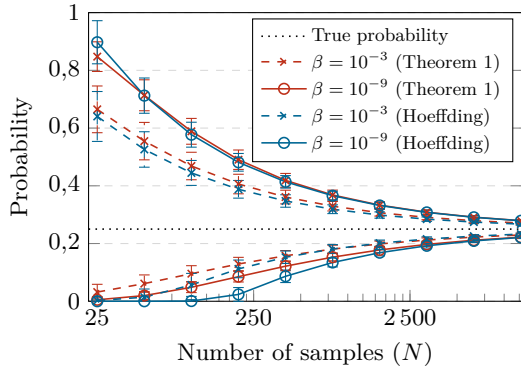 Probability
1
0.8
0.6
0.4
0.2
0
25
250
2 500
Number of samples (N)
True probability
β = 10⁻³ (Theorem 1)
β = 10⁻⁹ (Theorem 1)
β = 10⁻³ (Hoeffding)
β = 10⁻⁹ (Hoeffding)